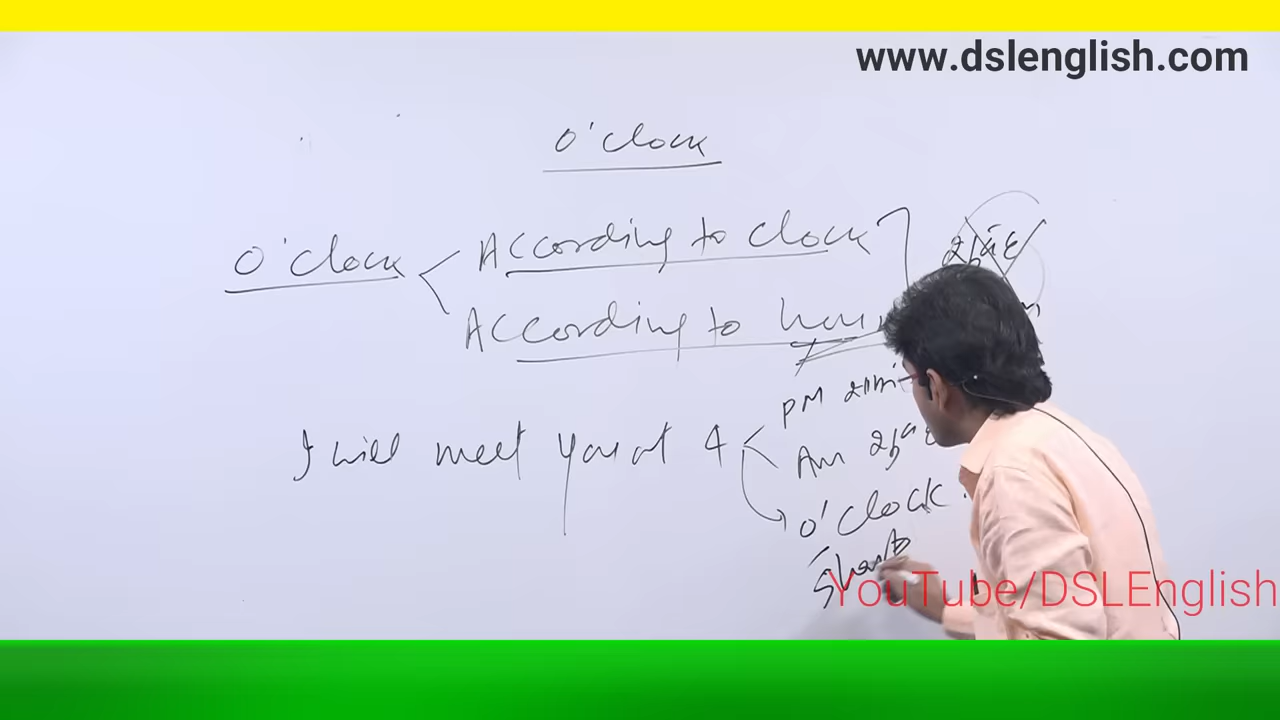 www.dslenglish.com
O'clock
O'clock < According to clock
According to hour
I will meet you at 4 < PM
AM
O'clock
YouTube/DSLEnglish